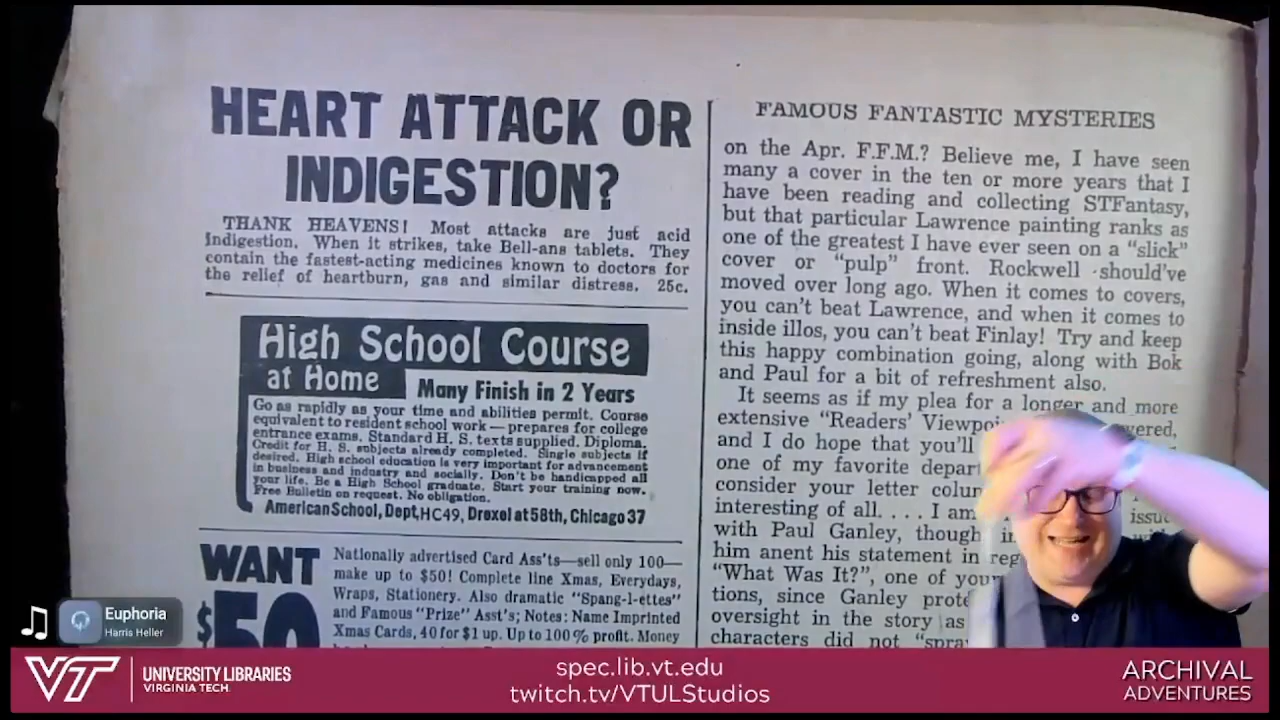 HEART ATTACK OR
INDIGESTION?
THANK HEAVENS! Most attacks are just acid
indigestion. When it strikes, take Bell-ans tablets. They
contain the fastest-acting medicines known to doctors for
the relief of heartburn, gas and similar distress. 25c.
High School Course
at Home
Many Finish in 2 Years
Go as rapidly as your time and abilities permit. Course
equivalent to resident school work — prepares for college
entrance exams. Standard H. S. texts supplied. Diploma.
Credit for H. S. subjects already completed. Single subjects if
desired. High school education is very important for advancement
in business and industry and socially. Don't be handicapped all
your life. Be a High School graduate. Start your training now.
Free Bulletin on request. No obligation.
American School, Dept. HC49, Drexel at 58th, Chicago 37
WANT
$50
Nationally advertised Card Ass'ts—sell only 100—
make up to $50! Complete line Xmas, Everydays,
Wraps, Stationery. Also dramatic "Spang-l-ettes"
and Famous "Prize" Asst's; Notes: Name Imprinted
Xmas Cards, 40 for $1 up. Up to 100% profit. Money
FAMOUS FANTASTIC MYSTERIES
on the Apr. F.F.M.? Believe me, I have seen
many a cover in the ten or more years that I
have been reading and collecting STFantasy,
but that particular Lawrence painting ranks as
one of the greatest I have ever seen on a "slick"
cover or "pulp" front. Rockwell should've
moved over long ago. When it comes to covers,
you can't beat Lawrence, and when it comes to
inside illos, you can't beat Finlay! Try and keep
this happy combination going, along with Bok
and Paul for a bit of refreshment also.
It seems as if my plea for a longer and more
extensive "Readers' Viewpoi
and I do hope that you'll
one of my favorite depar
consider your letter colu
interesting of all. . . . I am
with Paul Ganley, though
him anent his statement in reg
"What Was It?", one of you
tions, since Ganley prote
oversight in the story as
characters did not "spra
Euphoria
Harris Heller
VT UNIVERSITY LIBRARIES
VIRGINIA TECH.
spec.lib.vt.edu
twitch.tv/VTULStudios
ARCHIVAL
ADVENTURES